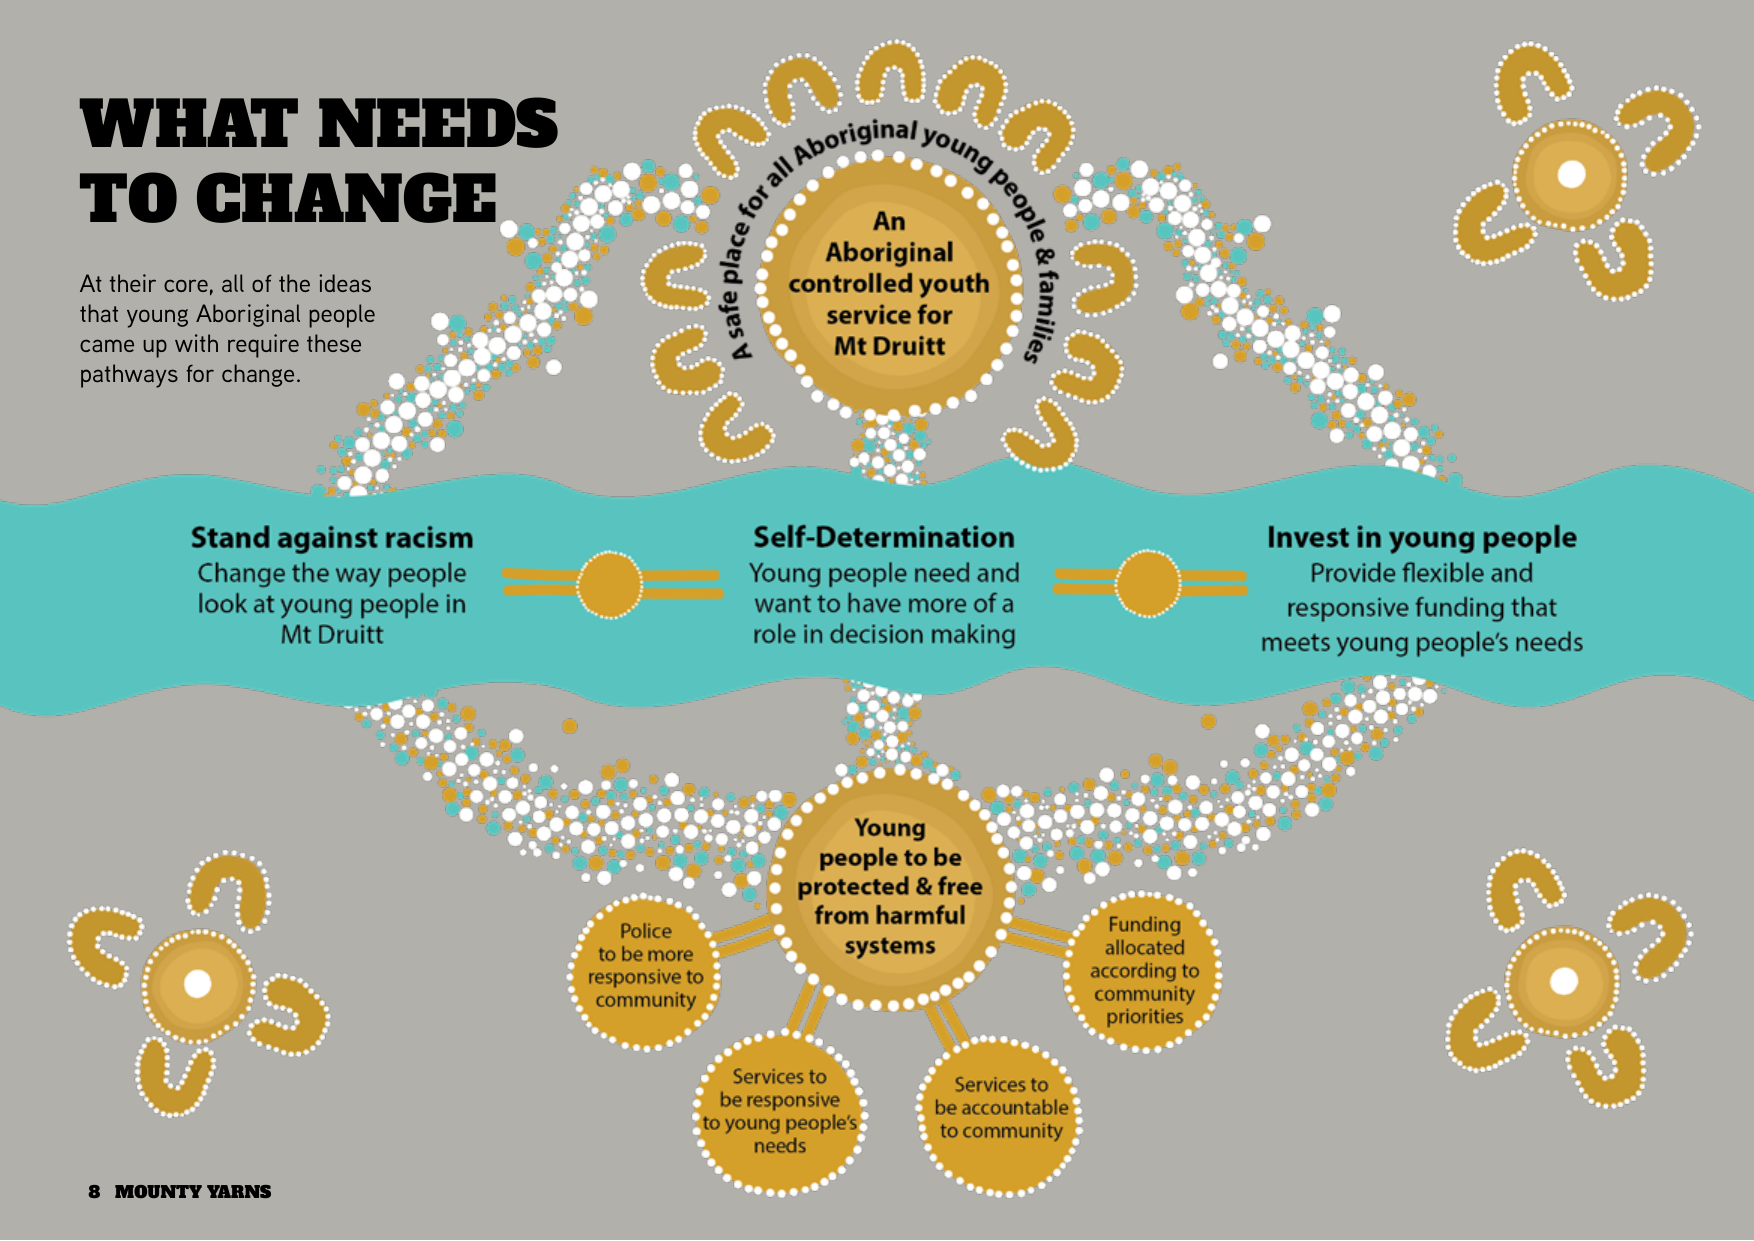 WHAT NEEDS
TO CHANGE
At their core, all of the ideas
that young Aboriginal people
came up with require these
pathways for change.
A safe place for all Aboriginal young people & families
An
Aboriginal
controlled youth
service for
Mt Druitt
Stand against racism
Change the way people
look at young people in
Mt Druitt
Self-Determination
Young people need and
want to have more of a
role in decision making
Invest in young people
Provide flexible and
responsive funding that
meets young people's needs
Young
people to be
protected & free
from harmful
systems
Police
to be more
responsive to
community
Services to
be responsive
to young people's
needs
Services to
be accountable
to community
Funding
allocated
according to
community
priorities
8 MOUNTY YARNS